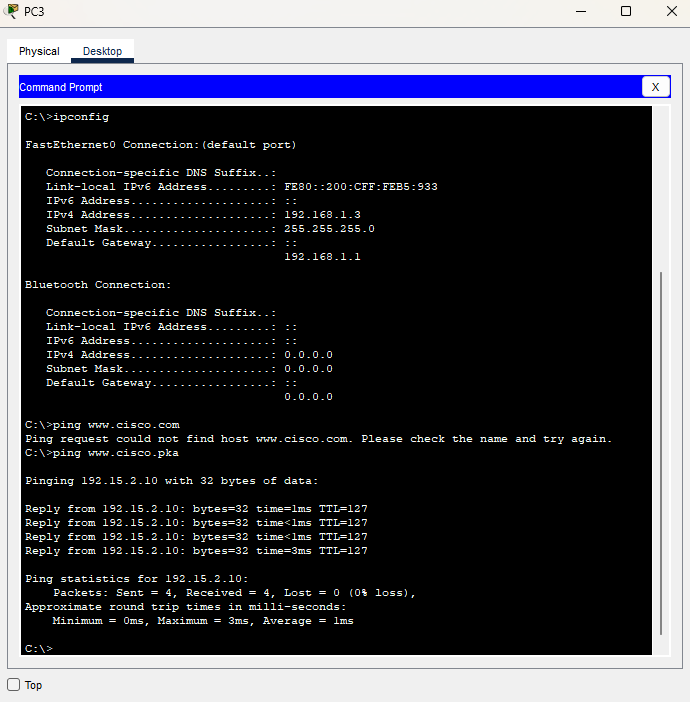 PC3
Physical Desktop
Command Prompt X
C:\>ipconfig
FastEthernet0 Connection:(default port)
Connection-specific DNS Suffix..:
Link-local IPv6 Address.........: FE80::200:CFF:FEB5:933
IPv6 Address....................: ::
IPv4 Address....................: 192.168.1.3
Subnet Mask.....................: 255.255.255.0
Default Gateway.................: ::
192.168.1.1
Bluetooth Connection:
Connection-specific DNS Suffix..:
Link-local IPv6 Address.........: ::
IPv6 Address....................: ::
IPv4 Address....................: 0.0.0.0
Subnet Mask.....................: 0.0.0.0
Default Gateway.................: ::
0.0.0.0
C:\>ping www.cisco.com
Ping request could not find host www.cisco.com. Please check the name and try again.
C:\>ping www.cisco.pka
Pinging 192.15.2.10 with 32 bytes of data:
Reply from 192.15.2.10: bytes=32 time=1ms TTL=127
Reply from 192.15.2.10: bytes=32 time<1ms TTL=127
Reply from 192.15.2.10: bytes=32 time<1ms TTL=127
Reply from 192.15.2.10: bytes=32 time=3ms TTL=127
Ping statistics for 192.15.2.10:
Packets: Sent = 4, Received = 4, Lost = 0 (0% loss),
Approximate round trip times in milli-seconds:
Minimum = 0ms, Maximum = 3ms, Average = 1ms
C:\>
Top